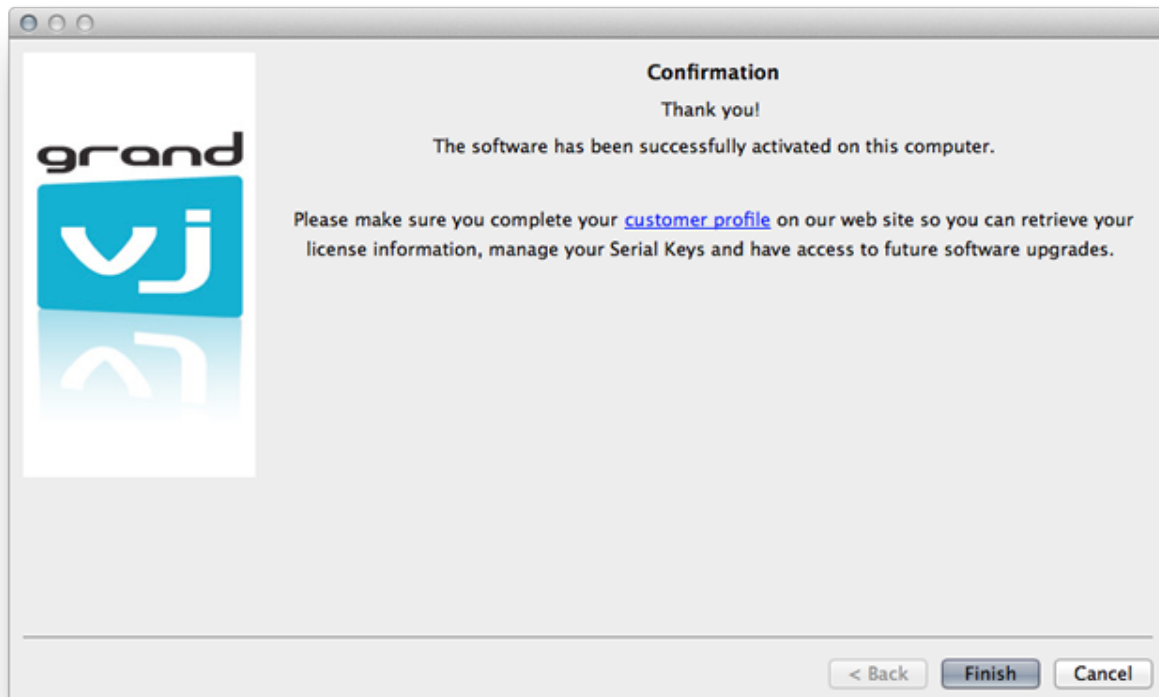 grand
vj
Confirmation
Thank you!
The software has been successfully activated on this computer.
Please make sure you complete your customer profile on our web site so you can retrieve your
license information, manage your Serial Keys and have access to future software upgrades.
< Back
Finish
Cancel